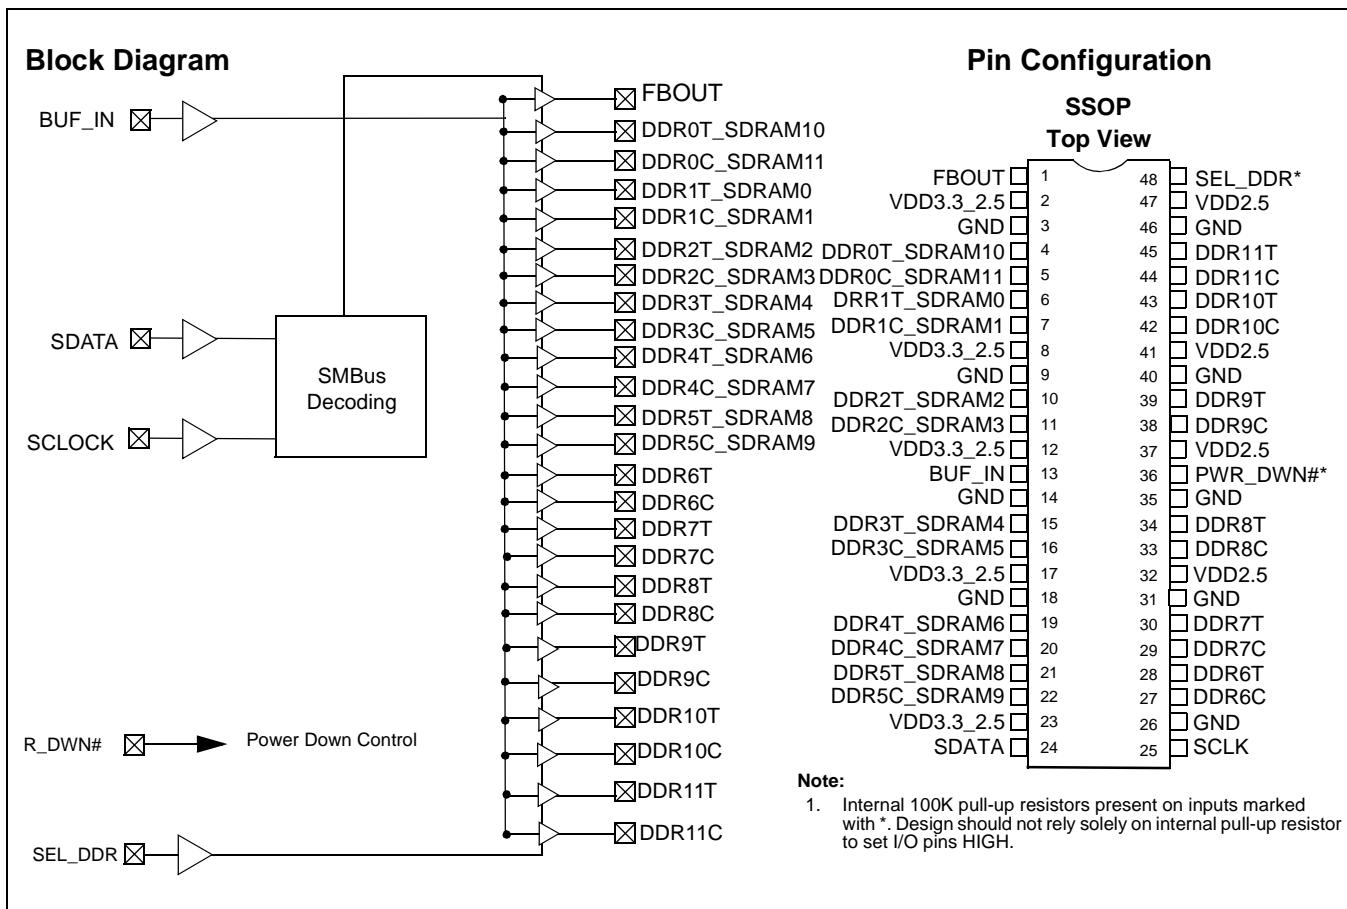 Block Diagram
BUF_IN
SDATA
SCLOCK
SMBus
Decoding
R_DWN#
Power Down Control
SEL_DDR
FBOUT
DDR0T_SDRAM10
DDR0C_SDRAM11
DDR1T_SDRAM0
DDR1C_SDRAM1
DDR2T_SDRAM2
DDR2C_SDRAM3
DDR3T_SDRAM4
DDR3C_SDRAM5
DDR4T_SDRAM6
DDR4C_SDRAM7
DDR5T_SDRAM8
DDR5C_SDRAM9
DDR6T
DDR6C
DDR7T
DDR7C
DDR8T
DDR8C
DDR9T
DDR9C
DDR10T
DDR10C
DDR11T
DDR11C
Pin Configuration
SSOP
Top View
FBOUT 1 48 SEL_DDR*
VDD3.3_2.5 2 47 VDD2.5
GND 3 46 GND
DDR0T_SDRAM10 4 45 DDR11T
DDR0C_SDRAM11 5 44 DDR11C
DRR1T_SDRAM0 6 43 DDR10T
DDR1C_SDRAM1 7 42 DDR10C
VDD3.3_2.5 8 41 VDD2.5
GND 9 40 GND
DDR2T_SDRAM2 10 39 DDR9T
DDR2C_SDRAM3 11 38 DDR9C
VDD3.3_2.5 12 37 VDD2.5
BUF_IN 13 36 PWR_DWN#*
GND 14 35 GND
DDR3T_SDRAM4 15 34 DDR8T
DDR3C_SDRAM5 16 33 DDR8C
VDD3.3_2.5 17 32 VDD2.5
GND 18 31 GND
DDR4T_SDRAM6 19 30 DDR7T
DDR4C_SDRAM7 20 29 DDR7C
DDR5T_SDRAM8 21 28 DDR6T
DDR5C_SDRAM9 22 27 DDR6C
VDD3.3_2.5 23 26 GND
SDATA 24 25 SCLK
Note:
1. Internal 100K pull-up resistors present on inputs marked
with *. Design should not rely solely on internal pull-up resistor
to set I/O pins HIGH.